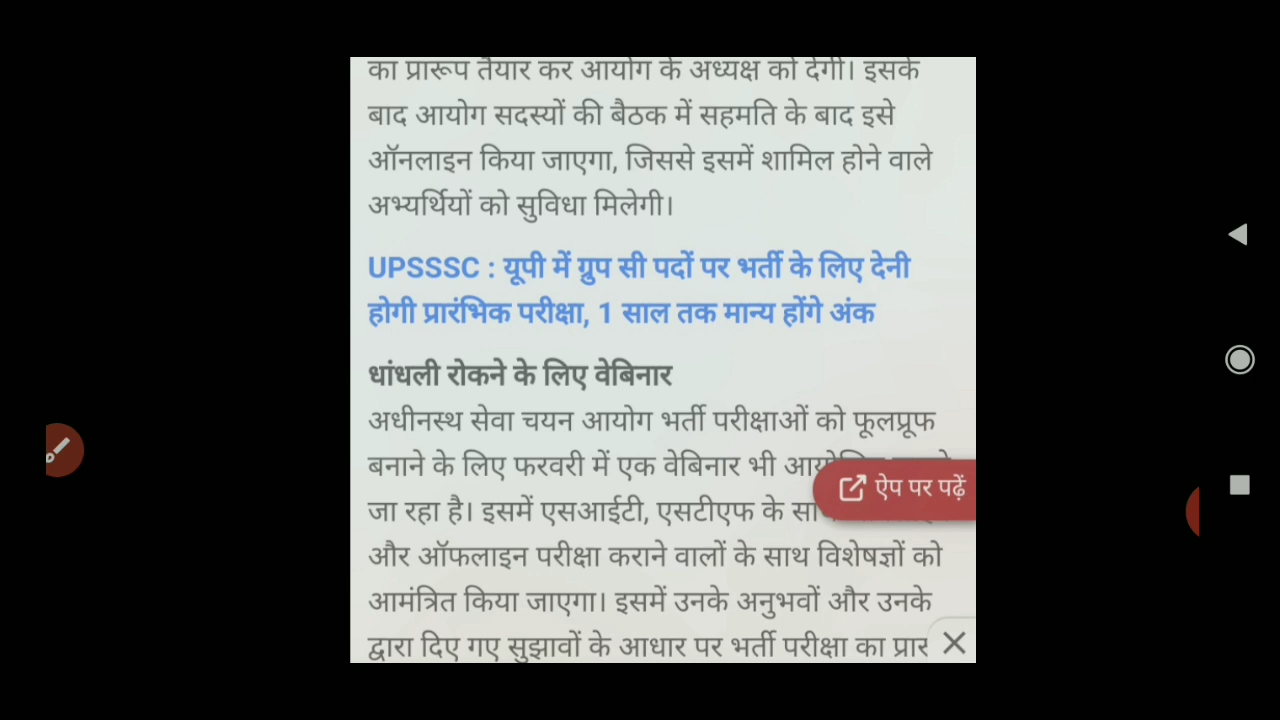 का प्रारूप तैयार कर आयोग के अध्यक्ष को देगी। इसके
बाद आयोग सदस्यों की बैठक में सहमति के बाद इसे
ऑनलाइन किया जाएगा, जिससे इसमें शामिल होने वाले
अभ्यर्थियों को सुविधा मिलेगी।
UPSSSC : यूपी में ग्रुप सी पदों पर भर्ती के लिए देनी
होगी प्रारंभिक परीक्षा, 1 साल तक मान्य होंगे अंक
धांधली रोकने के लिए वेबिनार
अधीनस्थ सेवा चयन आयोग भर्ती परीक्षाओं को फूलप्रूफ
बनाने के लिए फरवरी में एक वेबिनार भी
जा रहा है। इसमें एसआईटी, एसटीएफ के
ऐप पर पढ़ें
और ऑफलाइन परीक्षा कराने वालों के साथ विशेषज्ञों को
आमंत्रित किया जाएगा। इसमें उनके अनुभवों और उनके
द्वारा दिए गए सुझावों के आधार पर भर्ती परीक्षा का